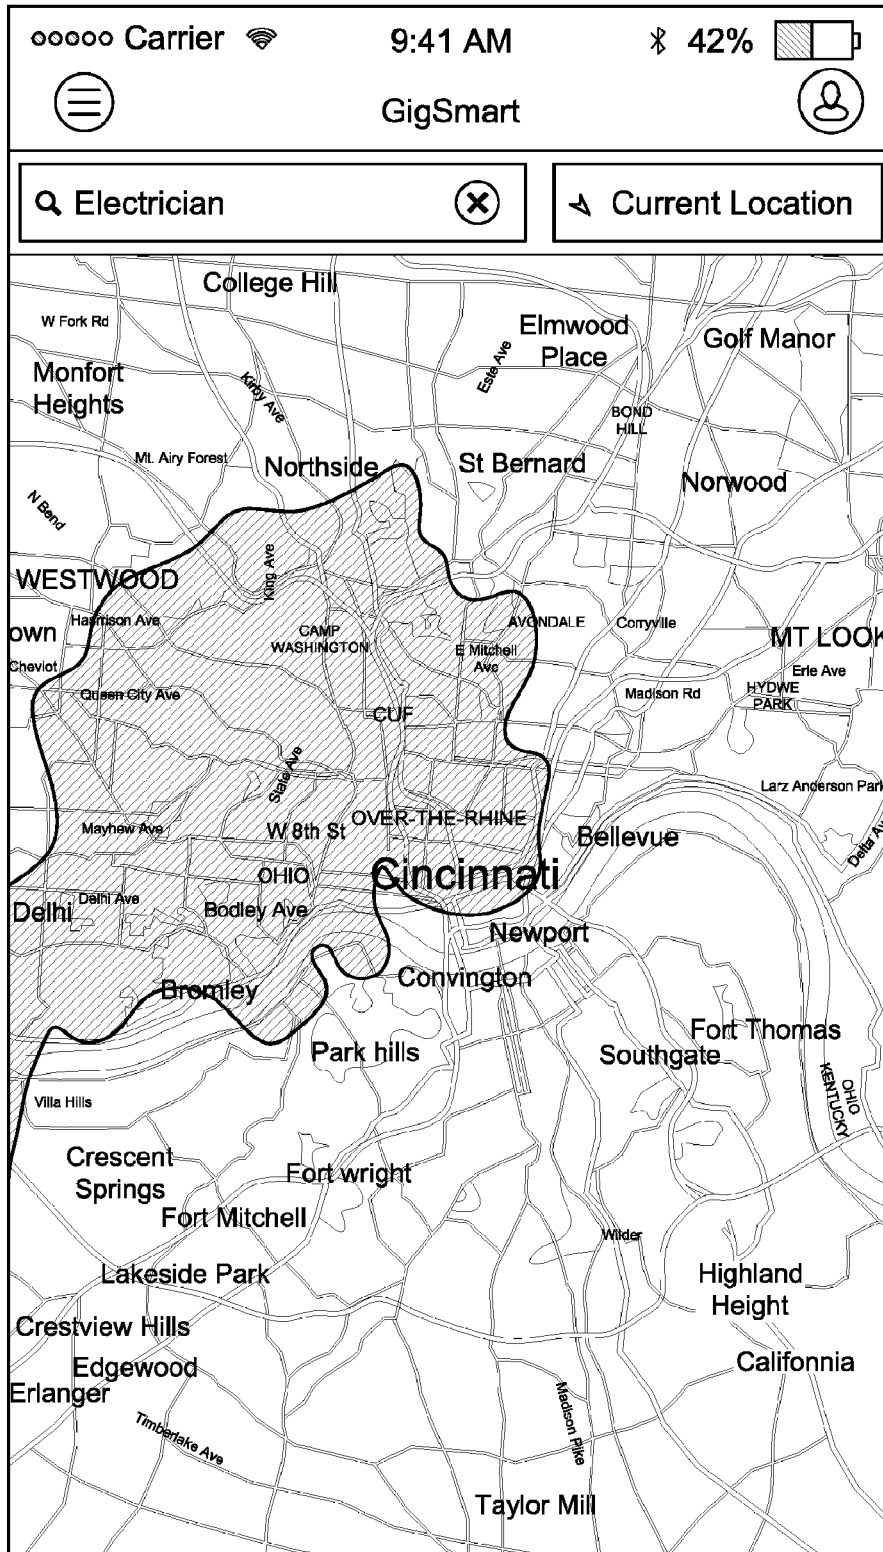 Carrier 9:41 AM 42%
GigSmart
Electrician
Current Location
College Hill
W Fork Rd
Elmwood
Place
Golf Manor
Este Ave
Monfort
Heights
Kirby Ave
BOND
HILL
Mt. Airy Forest
Northside
St Bernard
Norwood
N Bend
King Ave
WESTWOOD
Harrison Ave
own
Cheviot
CAMP
WASHINGTON
AVONDALE
Corryville
E Mitchell
Ave
MT LOOK
Erle Ave
Queen City Ave
Madison Rd
HYDWE
PARK
CUF
State Ave
Larz Anderson Park
Mayhew Ave
W 8th St
OVER-THE-RHINE
Bellevue
Delta Av
Cincinnati
OHIO
Delhi
Delhi Ave
Bodley Ave
Newport
Convington
Bromley
Fort Thomas
Park hills
Southgate
OHIO
KENTUCKY
Villa Hills
Crescent
Springs
Fort wright
Fort Mitchell
Wilder
Lakeside Park
Highland
Height
Crestview Hills
Edgewood
Califonnia
Erlanger
Timberlake Ave
Madison Pike
Taylor Mill